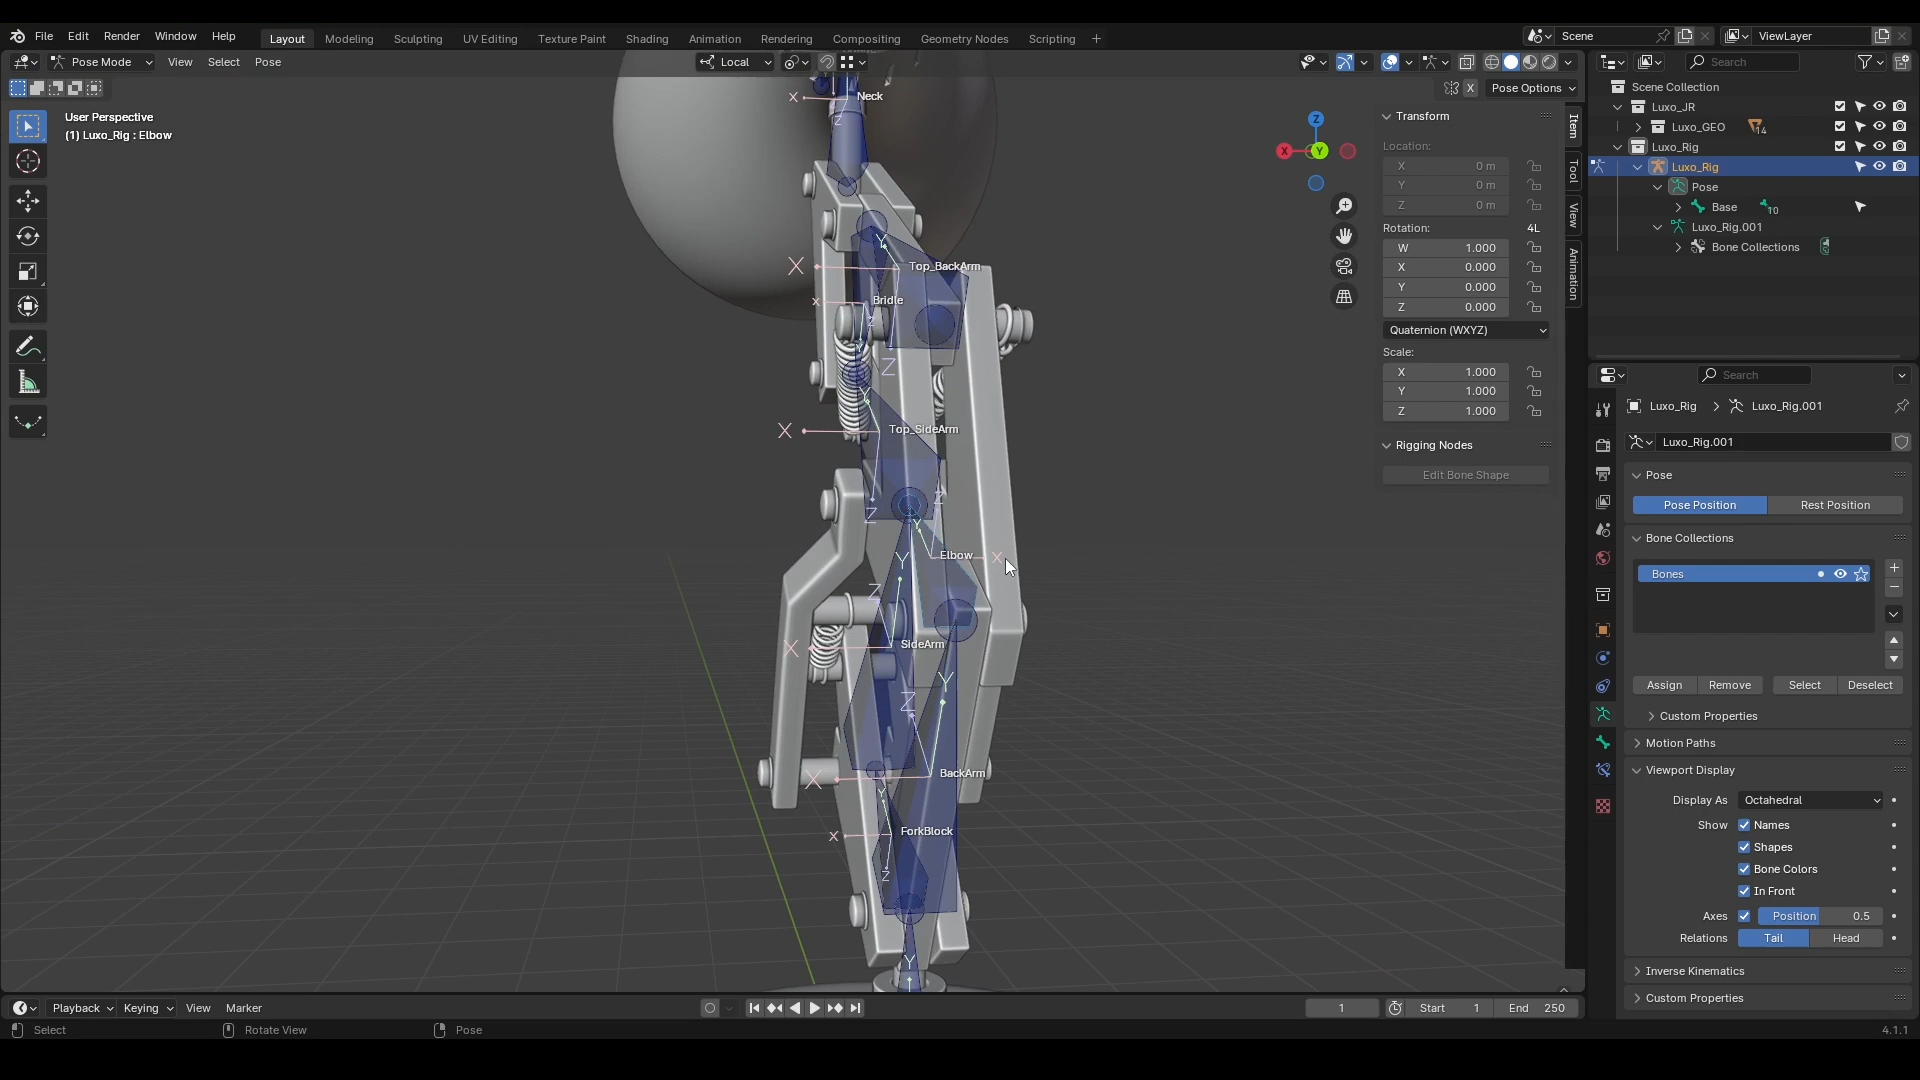 File Edit Render Window Help Layout Modeling Sculpting UV Editing Texture Paint Shading Animation Rendering Compositing Geometry Nodes Scripting + Scene ViewLayer
Pose Mode View Select Pose Local Search
X Pose Options
User Perspective
(1) Luxo_Rig : Elbow
Neck
X
Z
Top_BackArm
X
Y
Bridle
X
Z
Y
Z
Top_SideArm
X
Y
Z
Z
Elbow
X
Y
Y
Z
SideArm
X
Y
Z
BackArm
X
Y
ForkBlock
X
Z
Y
Z
X
Y
Item
Tool
View
Animation
Transform
Location:
X 0 m
Y 0 m
Z 0 m
Rotation: 4L
W 1.000
X 0.000
Y 0.000
Z 0.000
Quaternion (WXYZ)
Scale:
X 1.000
Y 1.000
Z 1.000
Rigging Nodes
Edit Bone Shape
Scene Collection
Luxo_JR
Luxo_GEO 14
Luxo_Rig
Luxo_Rig
Pose
Base 10
Luxo_Rig.001
Bone Collections
Search
Luxo_Rig > Luxo_Rig.001
Luxo_Rig.001
Pose
Pose Position Rest Position
Bone Collections
Bones
Assign Remove Select Deselect
Custom Properties
Motion Paths
Viewport Display
Display As Octahedral
Show Names
Shapes
Bone Colors
In Front
Axes Position 0.5
Relations Tail Head
Inverse Kinematics
Custom Properties
Playback Keying View Marker 1 Start 1 End 250
Select Rotate View Pose 4.1.1